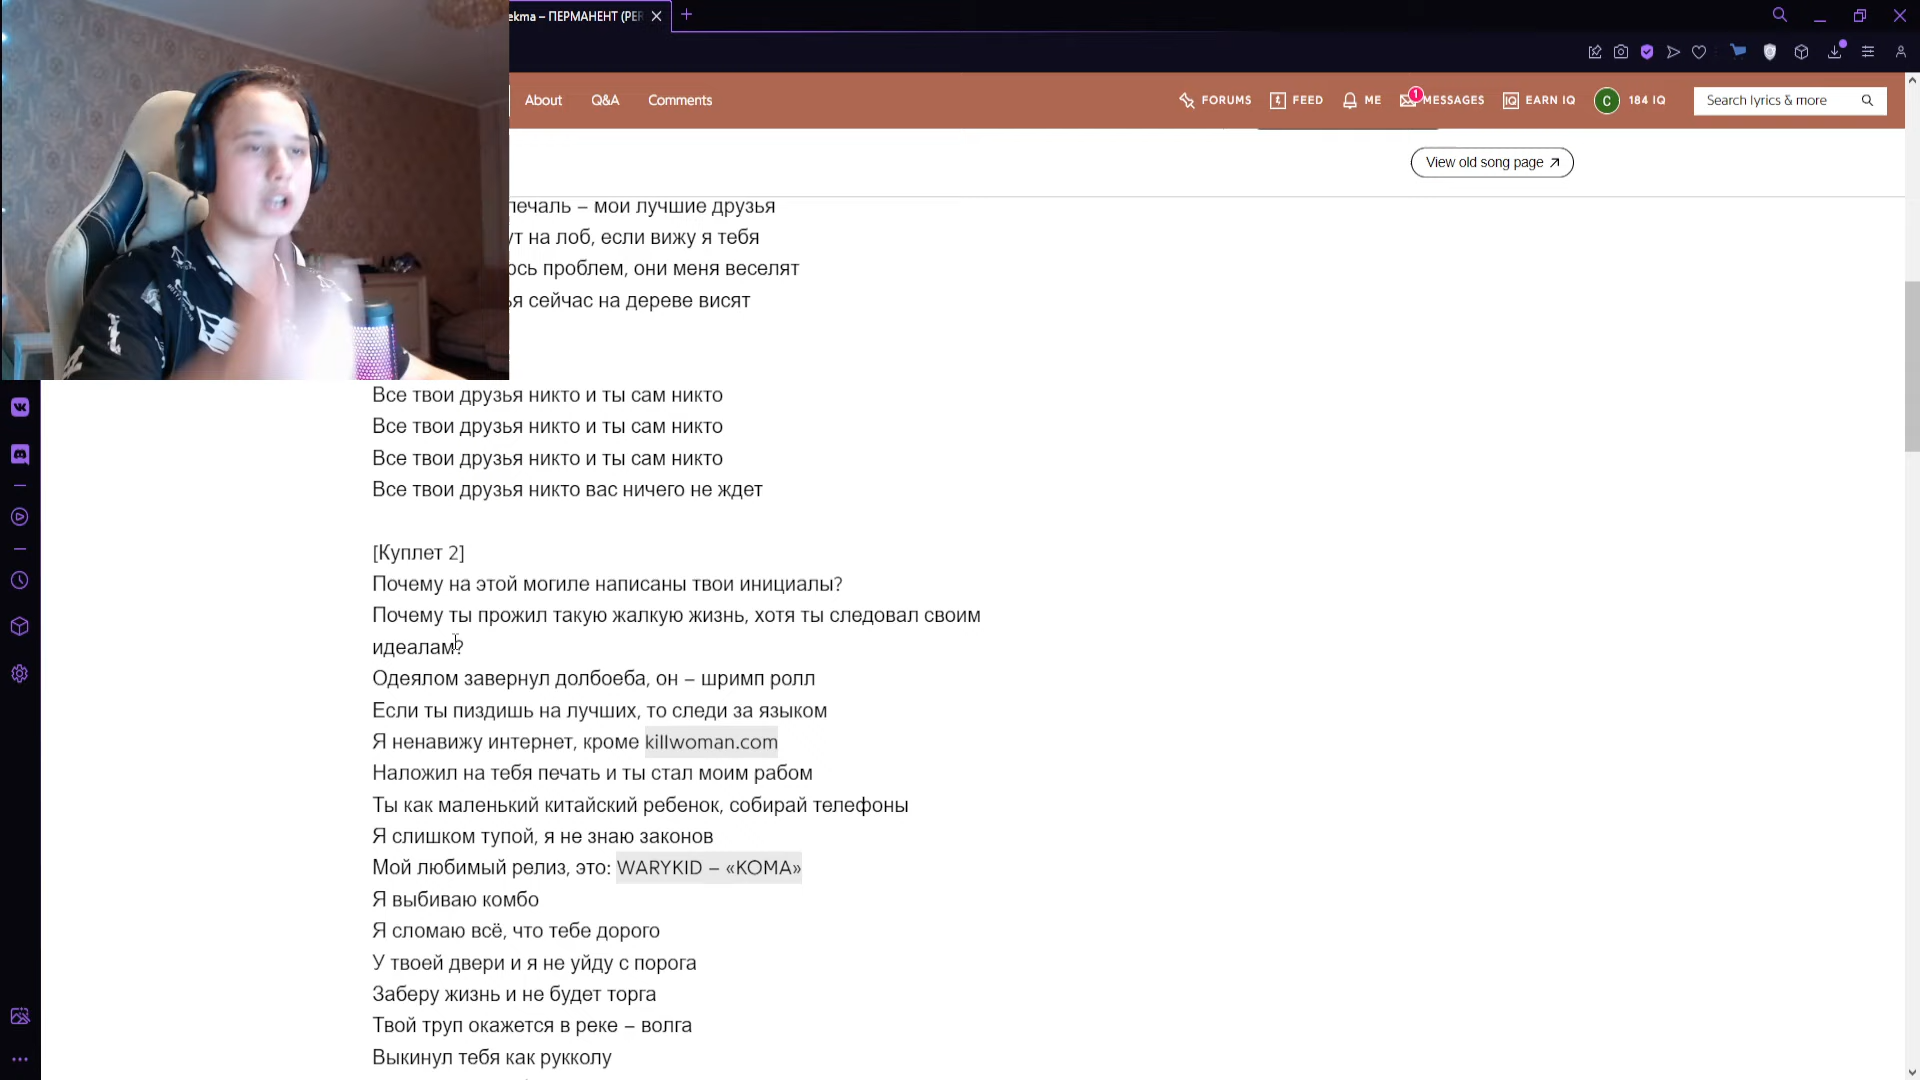 ekma – ПЕРМАНЕНТ (PER
About Q&A Comments
FORUMS FEED ME 1 MESSAGES IQ EARN IQ C 184 IQ Search lyrics & more
View old song page
печаль – мои лучшие друзья
на лоб, если вижу я тебя
проблем, они меня веселят
сейчас на дереве висят
Все твои друзья никто и ты сам никто
Все твои друзья никто и ты сам никто
Все твои друзья никто и ты сам никто
Все твои друзья никто вас ничего не ждет
[Куплет 2]
Почему на этой могиле написаны твои инициалы?
Почему ты прожил такую жалкую жизнь, хотя ты следовал своим
идеалам?
Одеялом завернул долбоеба, он – шримп ролл
Если ты пиздишь на лучших, то следи за языком
Я ненавижу интернет, кроме killwoman.com
Наложил на тебя печать и ты стал моим рабом
Ты как маленький китайский ребенок, собирай телефоны
Я слишком тупой, я не знаю законов
Мой любимый релиз, это: WARYKID – «КОМА»
Я выбиваю комбо
Я сломаю всё, что тебе дорого
У твоей двери и я не уйду с порога
Заберу жизнь и не будет торга
Твой труп окажется в реке – волга
Выкинул тебя как рукколу